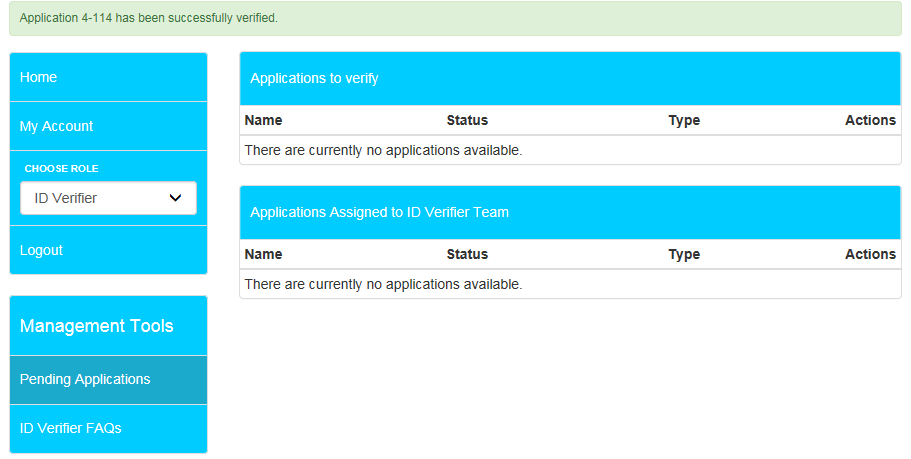 Application 4-114 has been successfully verified.
Home
My Account
CHOOSE ROLE
ID Verifier
Logout
Management Tools
Pending Applications
ID Verifier FAQs
Applications to verify
Name Status Type Actions
There are currently no applications available.
Applications Assigned to ID Verifier Team
Name Status Type Actions
There are currently no applications available.